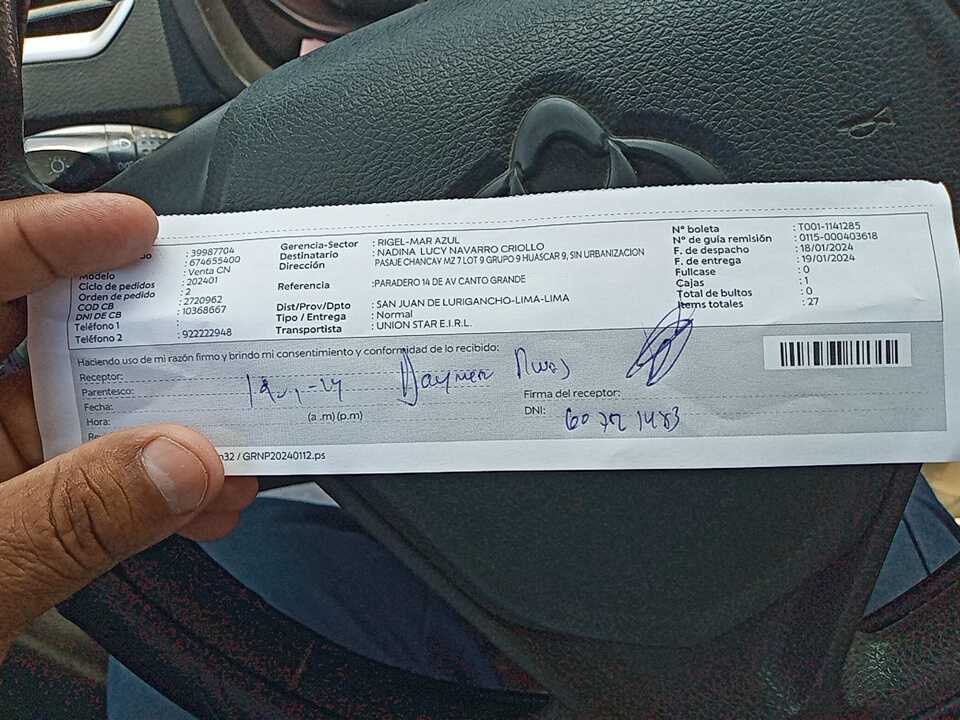 : 39987704
: 674655400
Modelo : Venta CN
Ciclo de pedidos : 202401
Orden de pedido : 2
COD CB : 2720962
DNI DE CB : 10368667
Teléfono 1 :
Teléfono 2 : 922222948
Gerencia-Sector : RIGEL-MAR AZUL
Destinatario : NADINA LUCY NAVARRO CRIOLLO
Dirección : PASAJE CHANCAY MZ 7 LOT 9 GRUPO 9 HUASCAR 9, SIN URBANIZACION
Referencia : PARADERO 14 DE AV CANTO GRANDE
Dist/Prov/Dpto : SAN JUAN DE LURIGANCHO-LIMA-LIMA
Tipo / Entrega : Normal
Transportista : UNION STAR E.I.R.L.
N° boleta : T001-1141285
N° de guía remisión : 0115-000403618
F. de despacho : 18/01/2024
F. de entrega : 19/01/2024
Fullcase : 0
Cajas : 1
Total de bultos : 0
Items totales : 27
Haciendo uso de mi razón firmo y brindo mi consentimiento y conformidad de lo recibido:
Receptor:
Parentesco:
Fecha:
Hora: (a .m) (p.m)
Firma del receptor:
DNI:
/ GRNP20240112.ps